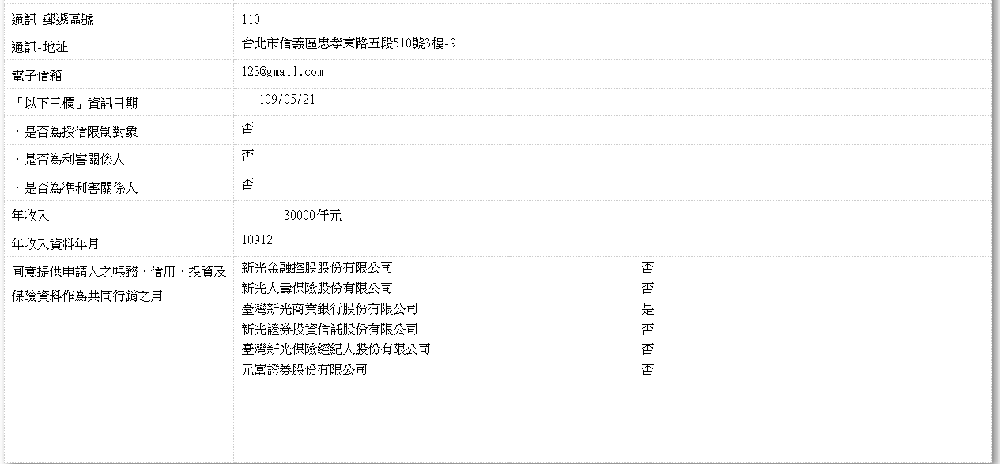 通訊-郵遞區號 110 -
通訊-地址 台北市信義區忠孝東路五段510號3樓-9
電子信箱 123@gmail.com
「以下三欄」資訊日期 109/05/21
‧是否為授信限制對象 否
‧是否為利害關係人 否
‧是否為準利害關係人 否
年收入 30000仟元
年收入資料年月 10912
同意提供申請人之帳務、信用、投資及
保險資料作為共同行銷之用
新光金融控股股份有限公司 否
新光人壽保險股份有限公司 否
臺灣新光商業銀行股份有限公司 是
新光證券投資信託股份有限公司 否
臺灣新光保險經紀人股份有限公司 否
元富證券股份有限公司 否